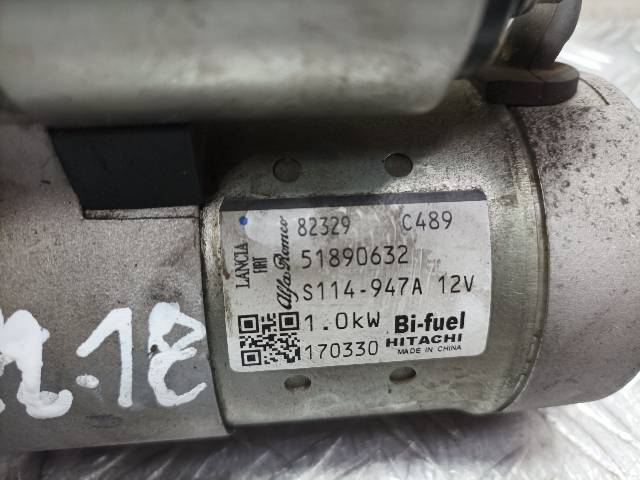 LANCIA
FIAT
Alfa Romeo
82329 C489
51890632
S114-947A 12V
1.0kW Bi-fuel
170330 HITACHI
MADE IN CHINA